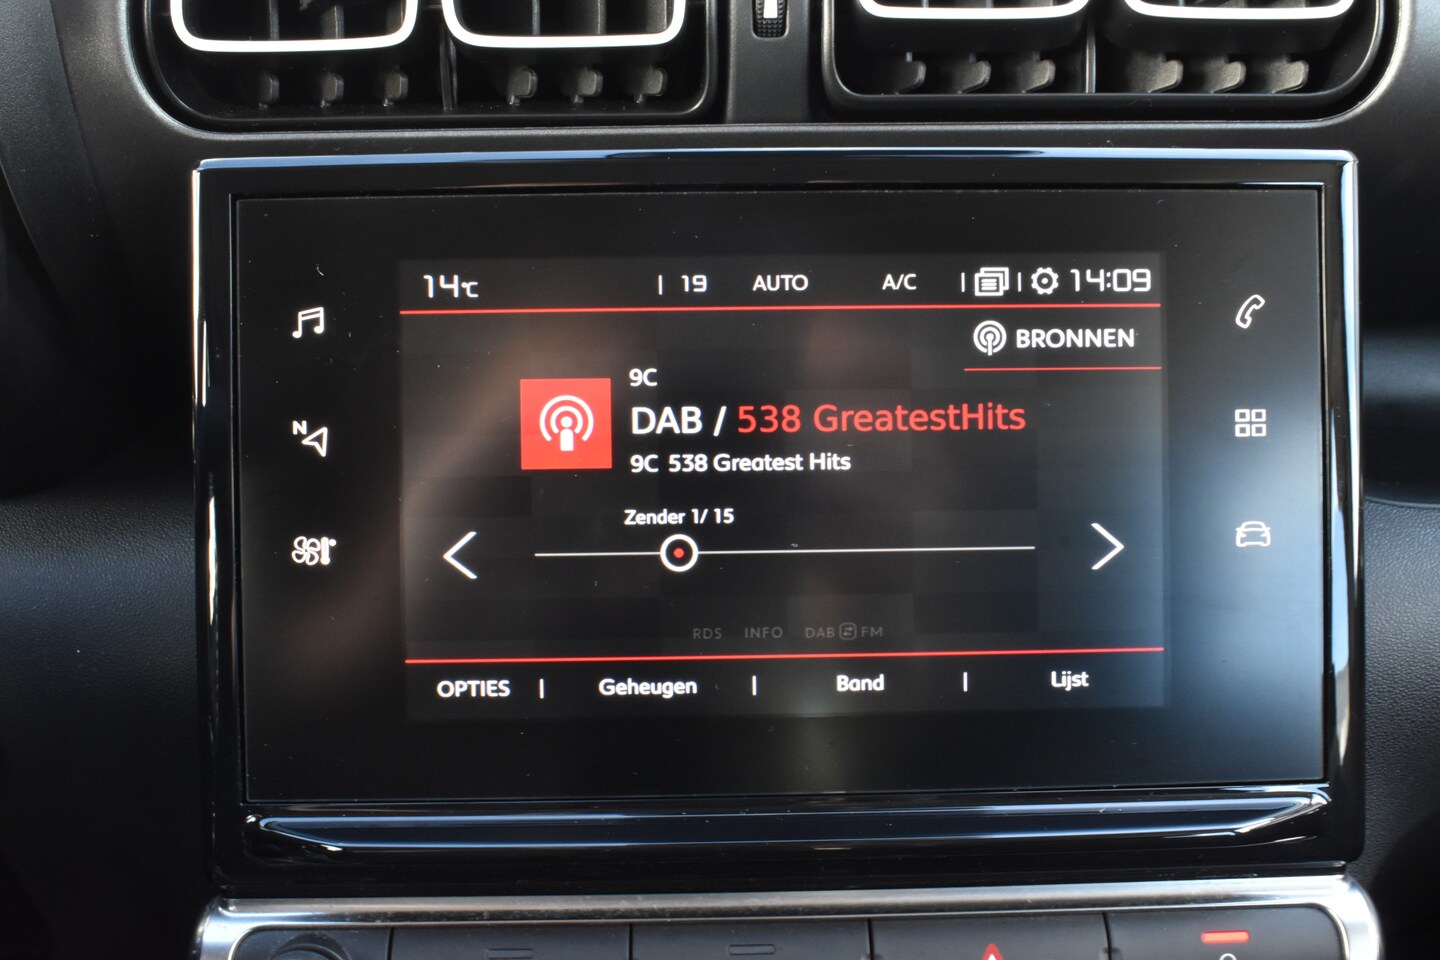 14°C | 19 AUTO A/C | | 14:09
BRONNEN
9C
DAB / 538 GreatestHits
9C 538 Greatest Hits
N
Zender 1/ 15
RDS INFO DAB FM
OPTIES | Geheugen | Band | Lijst